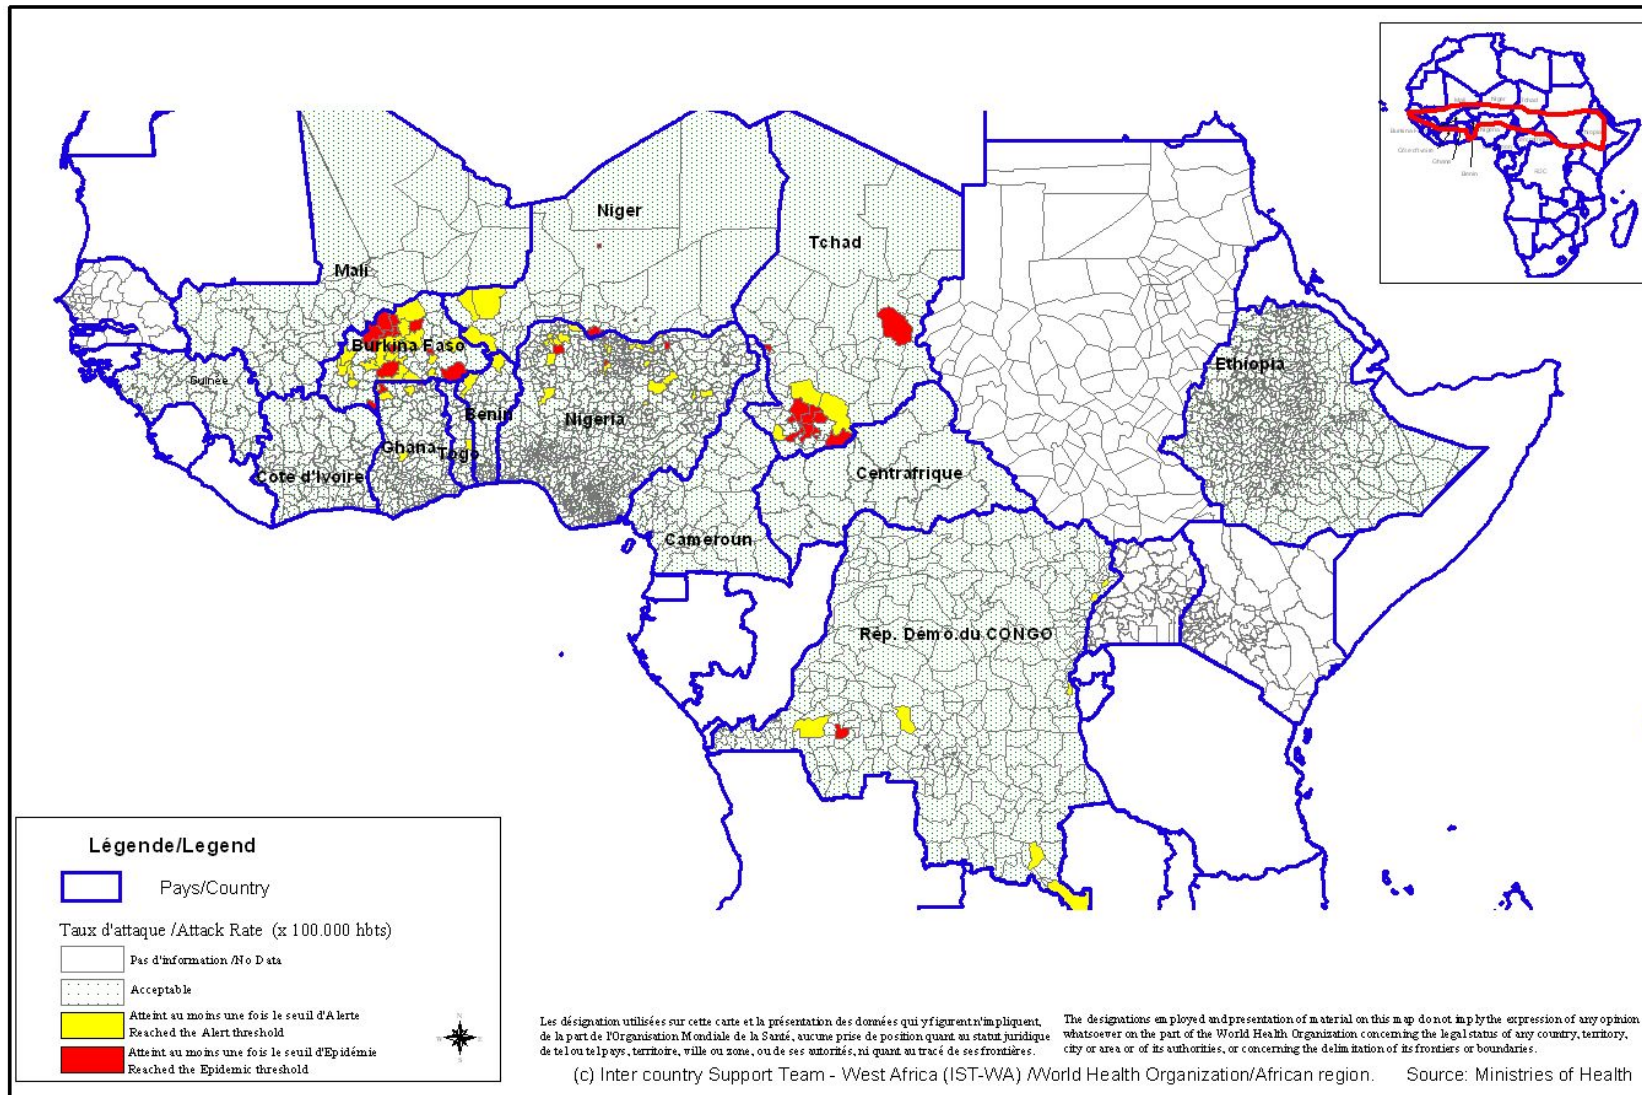 Niger
Tchad
Mali
Burkina Faso
Ethiopia
Guinée
Benin
Nigeria
Ghana
Togo
Cote d'Ivoire
Centrafrique
Cameroun
Rép. Demo.du CONGO
Mali
Niger
Tchad
Cote d'Ivoire
Ghana
Benin
RDC
Légende/Legend
Pays/Country
Taux d'attaque /Attack Rate (x 100.000 hbts)
Pas d'information /No Data
Acceptable
Atteint au moins une fois le seuil d'Alerte
Reached the Alert threshold
Atteint au moins une fois le seuil d'Epidémie
Reached the Epidemic threshold
N
W
E
S
Les désignation utilisées sur cette carte et la présentation des données qui y figurent n'impliquent,
de la part de l'Organisation Mondiale de la Santé, aucune prise de position quant au statut juridique
de tel ou tel pays, territoire, ville ou zone, ou de ses autorités, ni quant au tracé de ses frontières.
The designations employed and presentation of material on this map do not imply the expression of any opinion
whatsoever on the part of the World Health Organization concerning the legal status of any country, territory,
city or area or of its authorities, or concerning the delimitation of its frontiers or boundaries.
(c) Inter country Support Team - West Africa (IST-WA) /World Health Organization/African region. Source: Ministries of Health